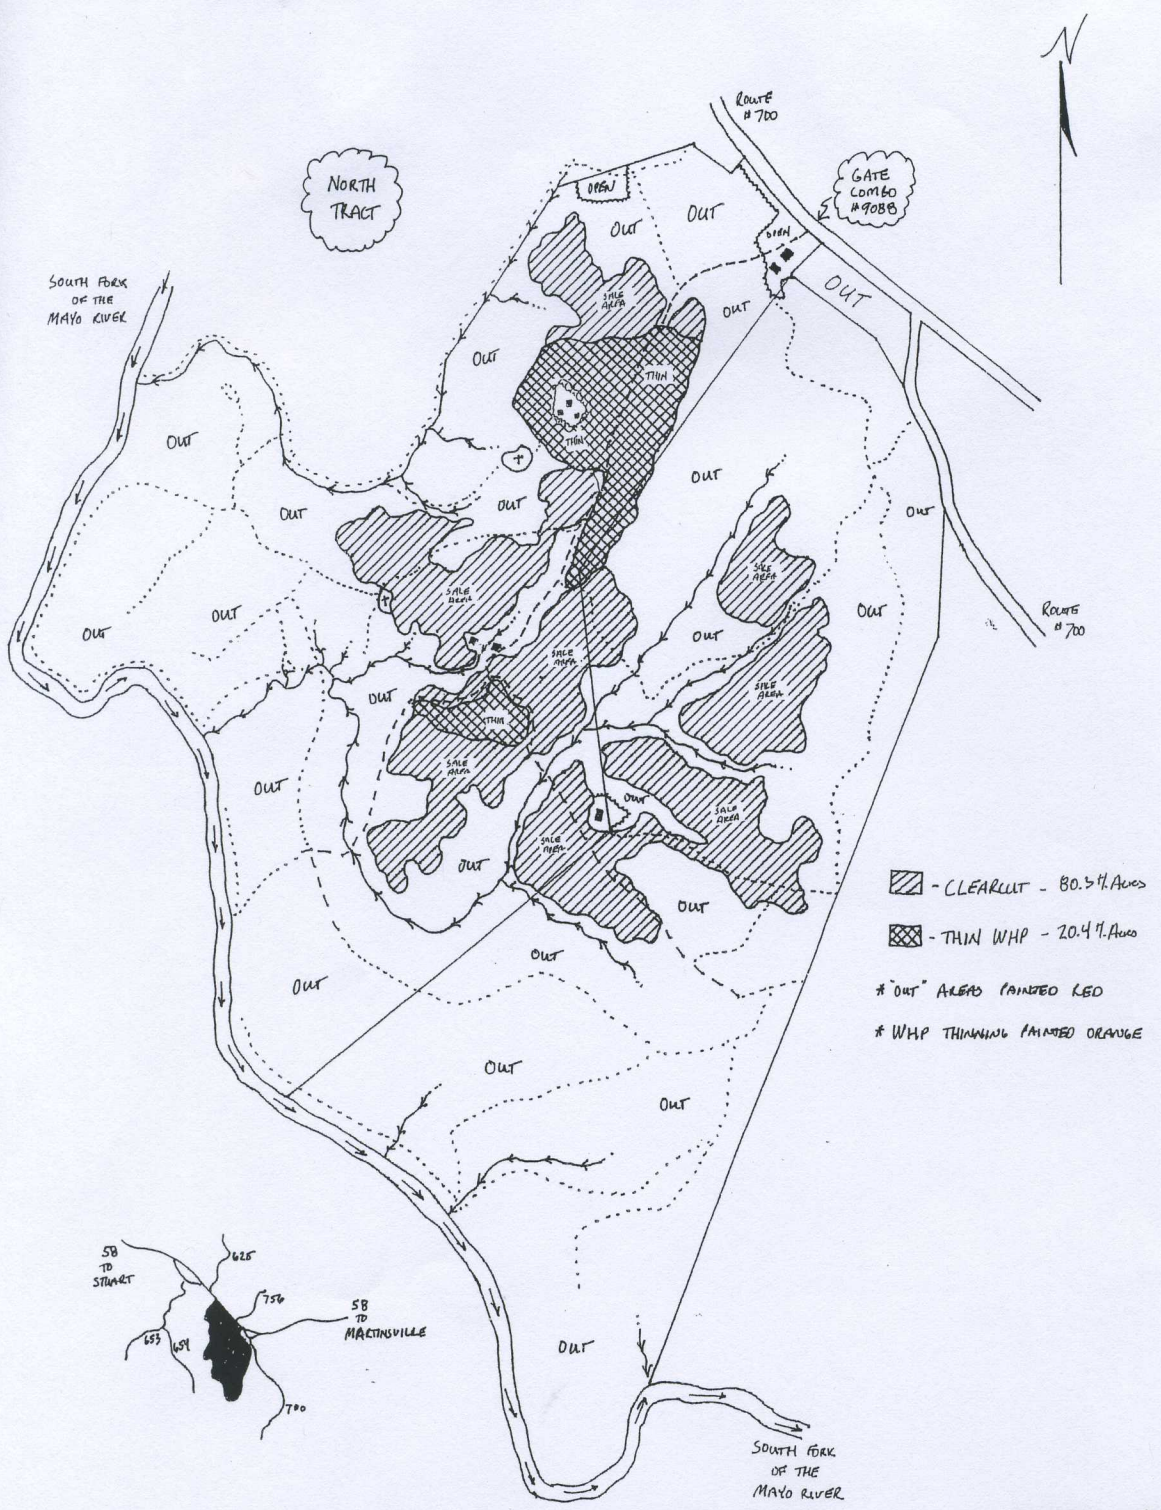 N
ROUTE
# 700
NORTH
TRACT
GATE
COMBO
#9088
OPEN
OUT
OUT
OPEN
OUT
SOUTH FORK
OF THE
MAYO RIVER
SALE
AREA
OUT
OUT
THIN
OUT
THIN
OUT
OUT
OUT
OUT
SALE
AREA
SALE
AREA
OUT
OUT
ROUTE
# 700
OUT
OUT
SALE
AREA
OUT
SALE
AREA
THIN
SALE
AREA
OUT
OUT
SALE
AREA
SALE
AREA
OUT
- CLEARCUT -
ACRES
OUT
- THIN WHP - 20.4
ACRES
OUT
OUT
* "OUT" AREAS PAINTED RED
* WHP THINNING PAINTED ORANGE
OUT
OUT
58
TO
STUART
625
756
58
TO
MARTINSVILLE
653
654
700
OUT
SOUTH FORK
OF THE
MAYO RIVER